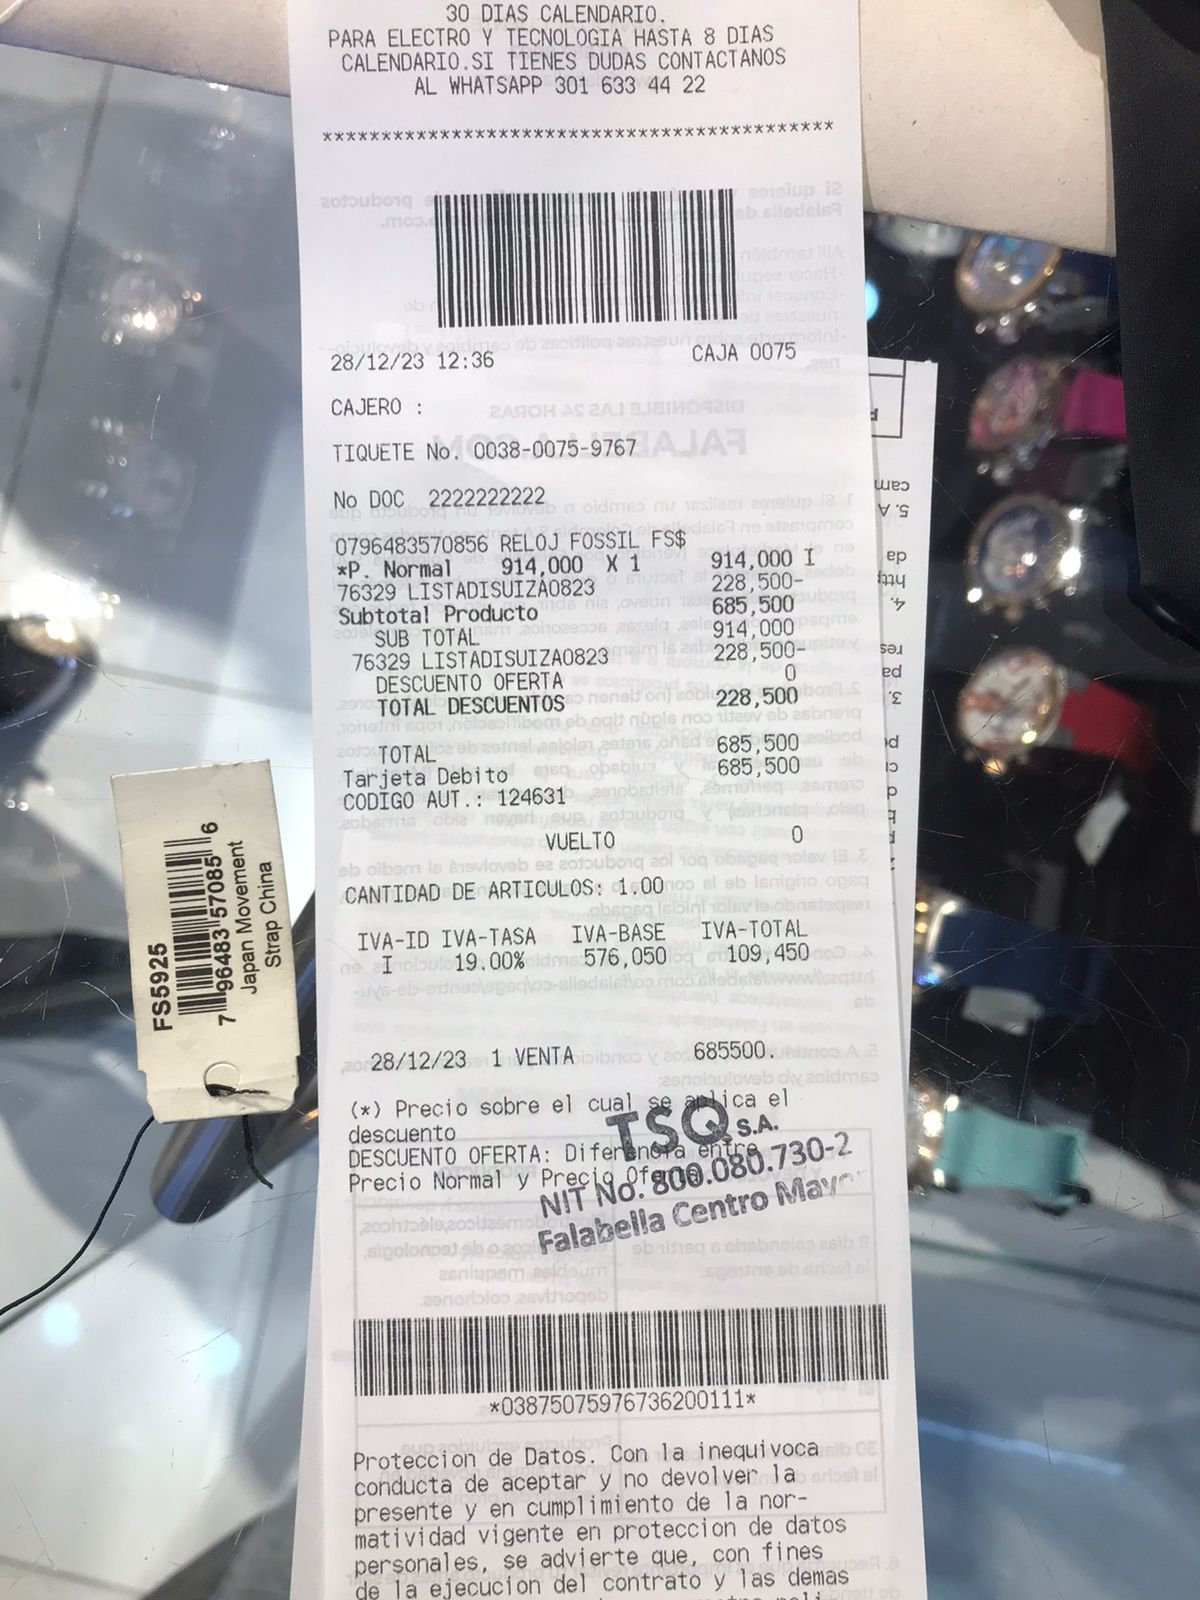 30 DIAS CALENDARIO.
PARA ELECTRO Y TECNOLOGIA HASTA 8 DIAS
CALENDARIO.SI TIENES DUDAS CONTACTANOS
AL WHATSAPP 301 633 44 22
********************************************
28/12/23 12:36 CAJA 0075
CAJERO :
TIQUETE No. 0038-0075-9767
No DOC 2222222222
0796483570856 RELOJ FOSSIL FS$
*P. Normal 914,000 X 1 914,000 I
76329 LISTADISUIZA0823 228,500-
Subtotal Producto 685,500
SUB TOTAL 914,000
76329 LISTADISUIZA0823 228,500-
DESCUENTO OFERTA 0
TOTAL DESCUENTOS 228,500
TOTAL 685,500
Tarjeta Debito 685,500
CODIGO AUT.: 124631
VUELTO 0
CANTIDAD DE ARTICULOS: 1.00
IVA-ID IVA-TASA IVA-BASE IVA-TOTAL
I 19.00% 576,050 109,450
28/12/23 1 VENTA 685500.
(*) Precio sobre el cual se aplica el
descuento
DESCUENTO OFERTA: Diferencia entre
Precio Normal y Precio Oferta
TSQ S.A.
NIT No. 800.080.730-2
Falabella Centro Mayo
*03875075976736200111*
Proteccion de Datos. Con la inequivoca
conducta de aceptar y no devolver la
presente y en cumplimiento de la nor-
matividad vigente en proteccion de datos
personales, se advierte que, con fines
de la ejecucion del contrato y las demas
FS5925
7 96483 57085 6
Japan Movement
Strap China